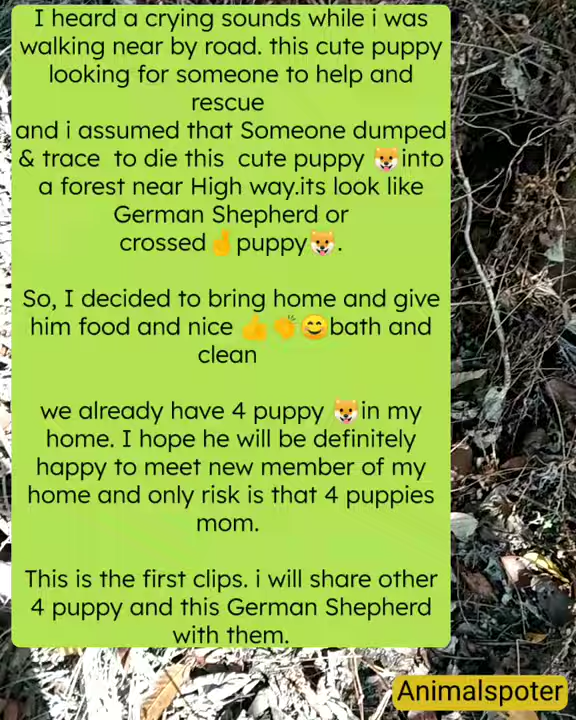 I heard a crying sounds while i was
walking near by road. this cute puppy
looking for someone to help and
rescue
and i assumed that Someone dumped
& trace to die this cute puppy 🐶into
a forest near High way.its look like
German Shepherd or
crossed🤞puppy🐶.
So, I decided to bring home and give
him food and nice 👍👏😊bath and
clean
we already have 4 puppy 🐶in my
home. I hope he will be definitely
happy to meet new member of my
home and only risk is that 4 puppies
mom.
This is the first clips. i will share other
4 puppy and this German Shepherd
with them.
Animalspoter